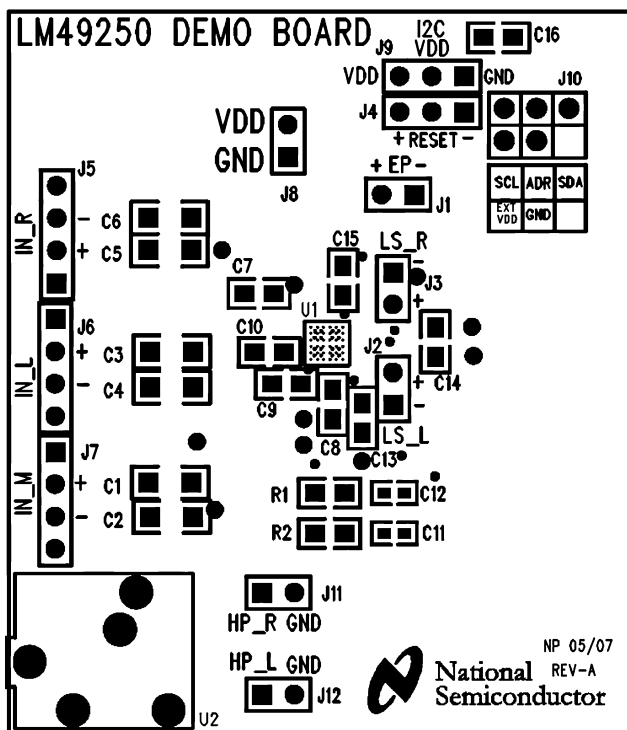 LM49250 DEMO BOARD
I2C
VDD
C16
J9
VDD
GND
J10
J4
+ RESET -
VDD
GND
J8
+ EP -
J1
SCL ADR SDA
EXT VDD GND
J5
IN_R
-
+
C6
C5
C7
C15
LS_R
-
+
J3
U1
J6
IN_L
+
-
C3
C4
C10
C9
C8
J2
+
-
C14
LS_L
C13
J7
IN_M
+
-
C1
C2
R1
C12
R2
C11
J11
HP_R GND
HP_L GND
J12
U2
NP 05/07
National REV-A
Semiconductor